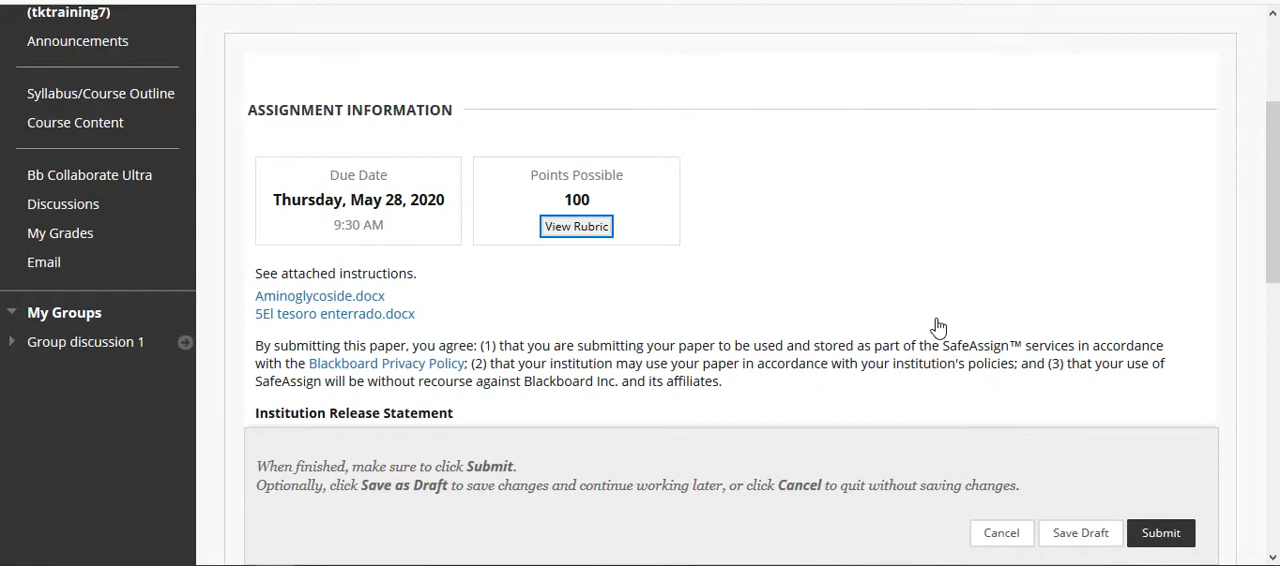 (tktraining7)
Announcements
Syllabus/Course Outline
Course Content
Bb Collaborate Ultra
Discussions
My Grades
Email
My Groups
Group discussion 1
ASSIGNMENT INFORMATION
Due Date
Thursday, May 28, 2020
9:30 AM
Points Possible
100
View Rubric
See attached instructions.
Aminoglycoside.docx
5El tesoro enterrado.docx
By submitting this paper, you agree: (1) that you are submitting your paper to be used and stored as part of the SafeAssign™ services in accordance
with the Blackboard Privacy Policy; (2) that your institution may use your paper in accordance with your institution's policies; and (3) that your use of
SafeAssign will be without recourse against Blackboard Inc. and its affiliates.
Institution Release Statement
When finished, make sure to click Submit.
Optionally, click Save as Draft to save changes and continue working later, or click Cancel to quit without saving changes.
Cancel
Save Draft
Submit